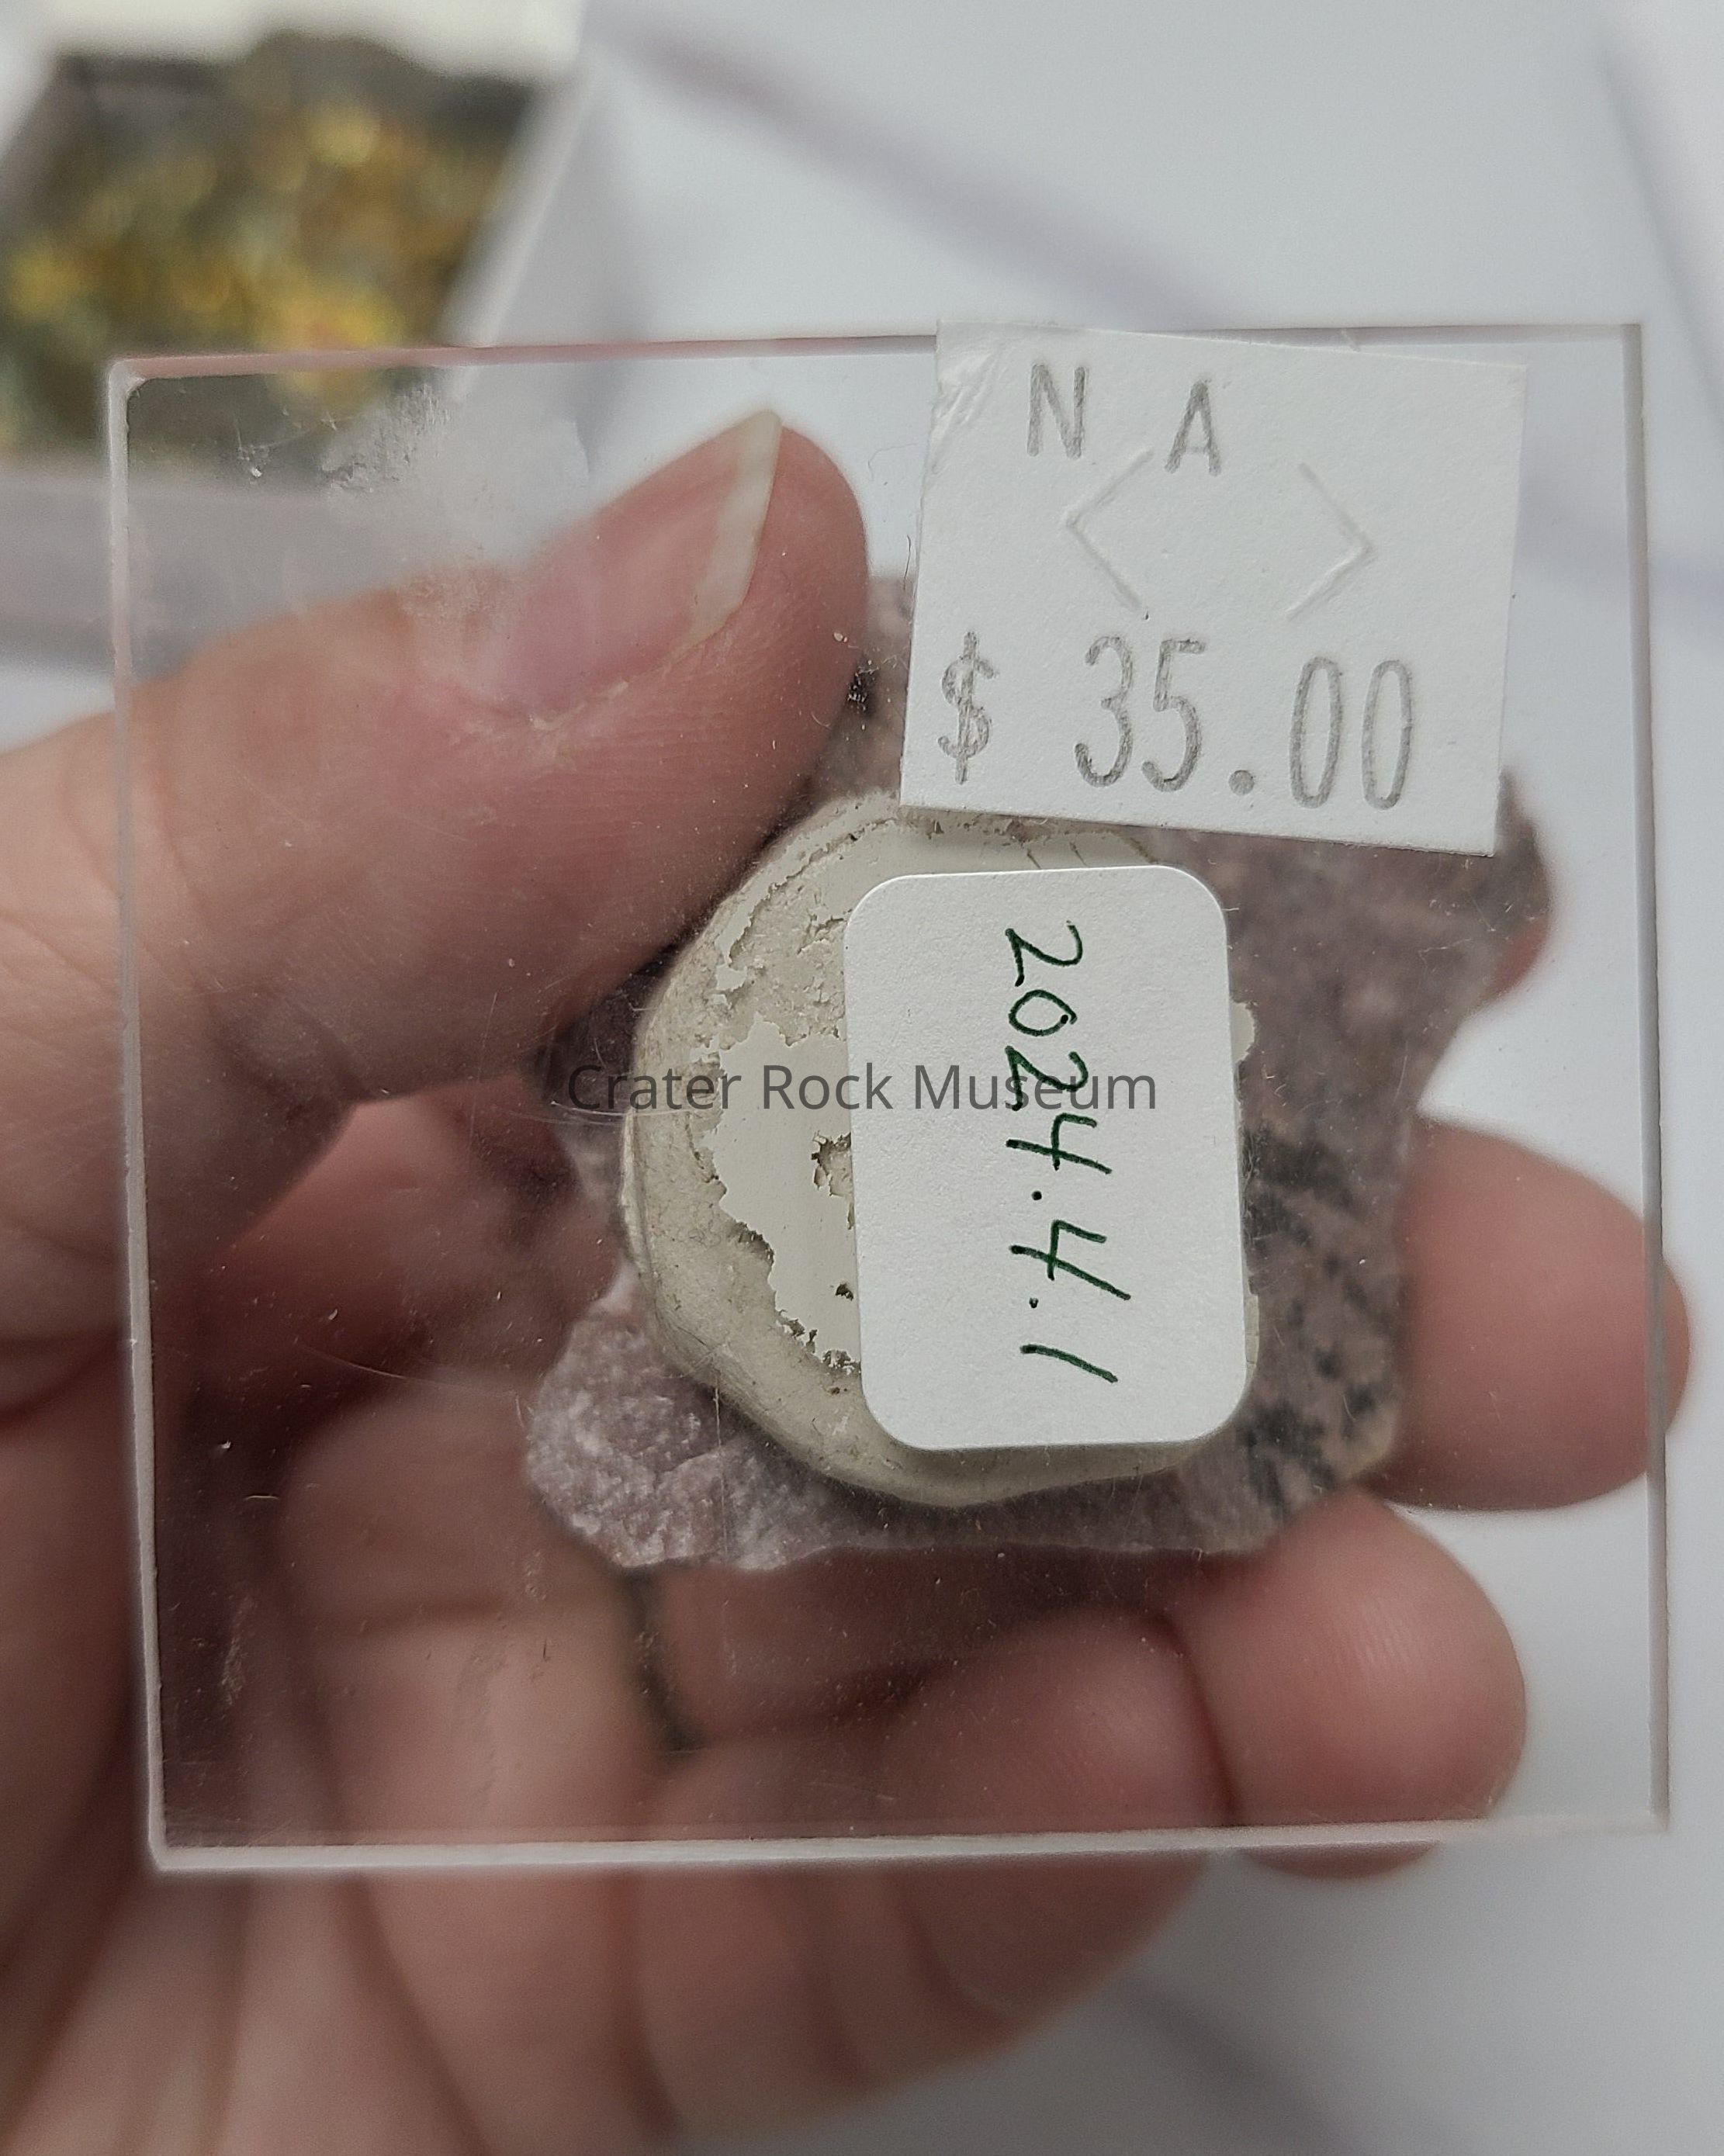 N A
$ 35.00
2024.4.1
Crater Rock Museum